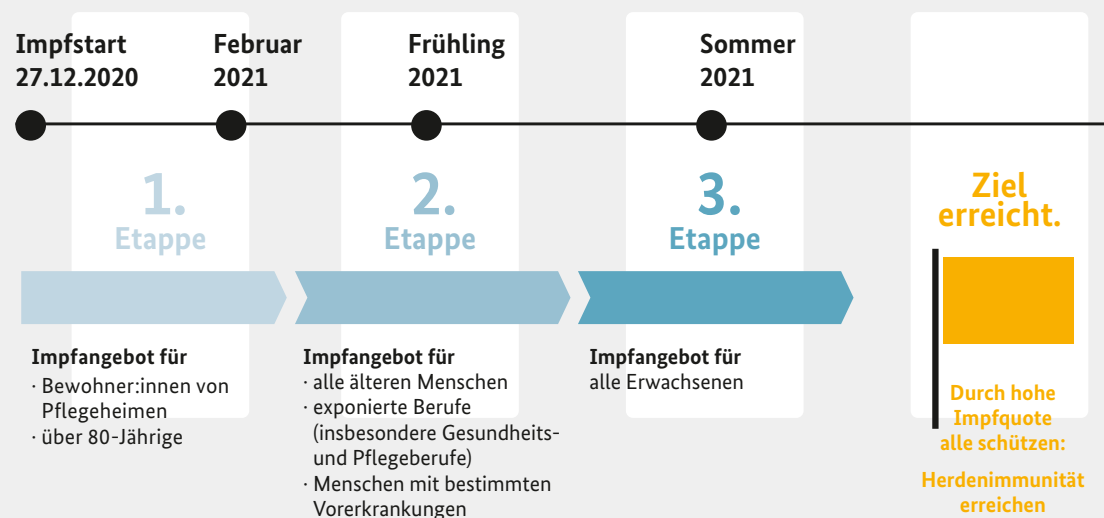 Impfstart
27.12.2020
Februar
2021
Frühling
2021
Sommer
2021
1.
Etappe
2.
Etappe
3.
Etappe
Ziel
erreicht.
Impfangebot für
· Bewohner:innen von
Pflegeheimen
· über 80-Jährige
Impfangebot für
· alle älteren Menschen
· exponierte Berufe
(insbesondere Gesundheits-
und Pflegeberufe)
· Menschen mit bestimmten
Vorerkrankungen
Impfangebot für
alle Erwachsenen
Durch hohe
Impfquote
alle schützen:
Herdenimmunität
erreichen